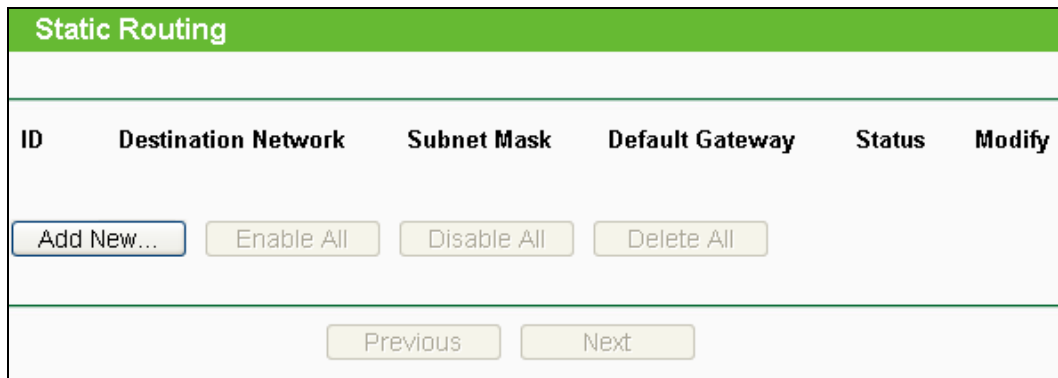 Static Routing
ID Destination Network Subnet Mask Default Gateway Status Modify
Add New... Enable All Disable All Delete All
Previous Next